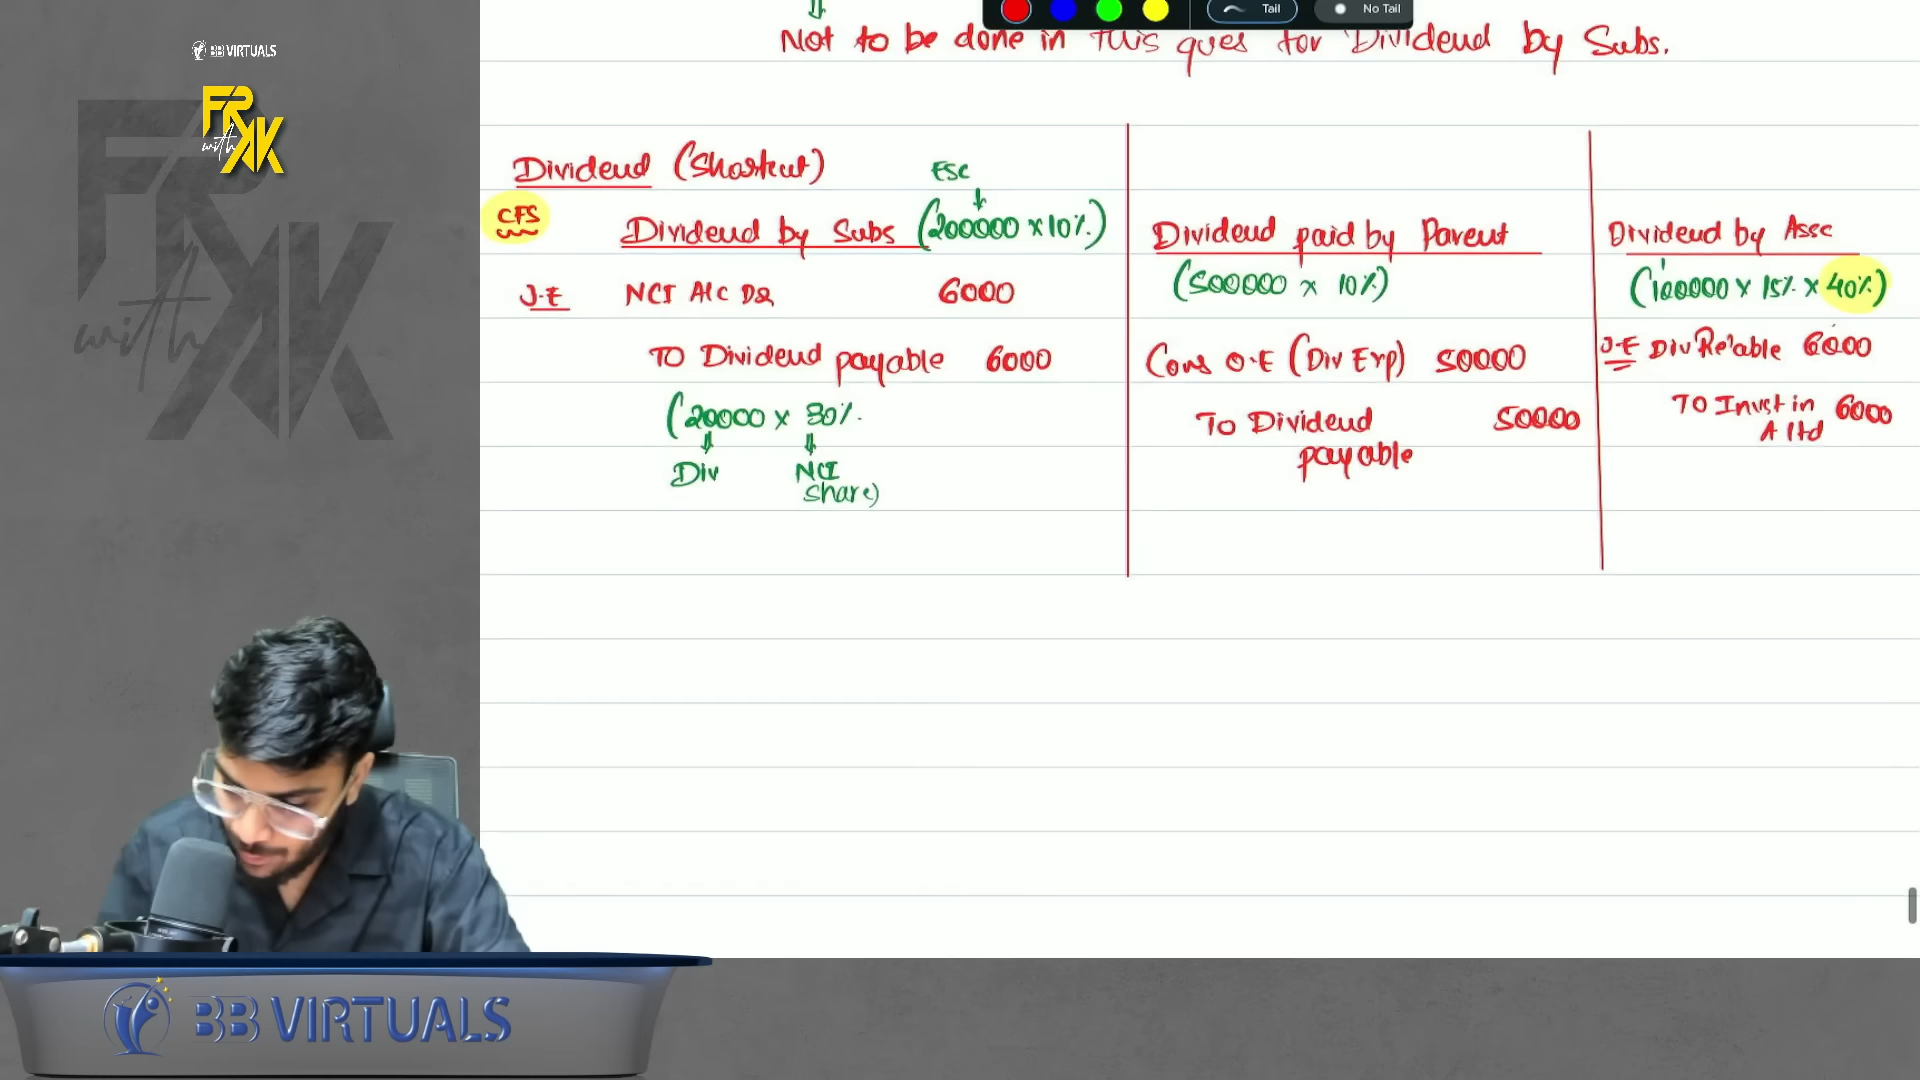 Tail
No Tail
Not to be done in This ques for Dividend by Subs.
BB VIRTUALS
FR
with
KK
Dividend (Shortcut)
ESC
CFS
Dividend by Subs (200000 × 10%)
J.E NCI A/c Dr 6000
To Dividend payable 6000
(20000 × 30%
Div NCI
share)
Dividend paid by Parent
(500000 × 10%)
Cons O.E (Div Exp) 50000
To Dividend 50000
payable
Dividend by Assc
(100000 × 15% × 40%)
J.E Div Re'able 6000
To Invst in 6000
A ltd
BB VIRTUALS